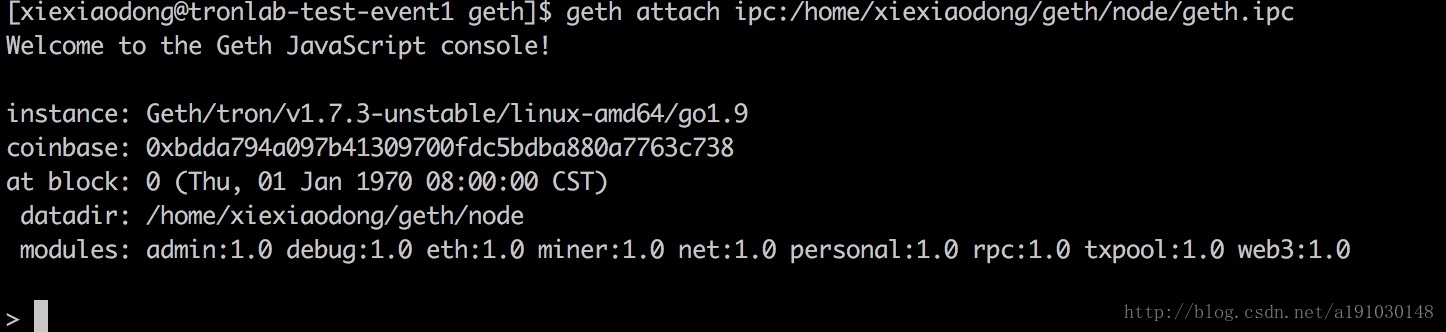 [xiexiaodong@tronlab-test-event1 geth]$ geth attach ipc:/home/xiexiaodong/geth/node/geth.ipc
Welcome to the Geth JavaScript console!
instance: Geth/tron/v1.7.3-unstable/linux-amd64/go1.9
coinbase: 0xbdda794a097b41309700fdc5bdba880a7763c738
at block: 0 (Thu, 01 Jan 1970 08:00:00 CST)
datadir: /home/xiexiaodong/geth/node
modules: admin:1.0 debug:1.0 eth:1.0 miner:1.0 net:1.0 personal:1.0 rpc:1.0 txpool:1.0 web3:1.0
>
http://blog.csdn.net/a191030148